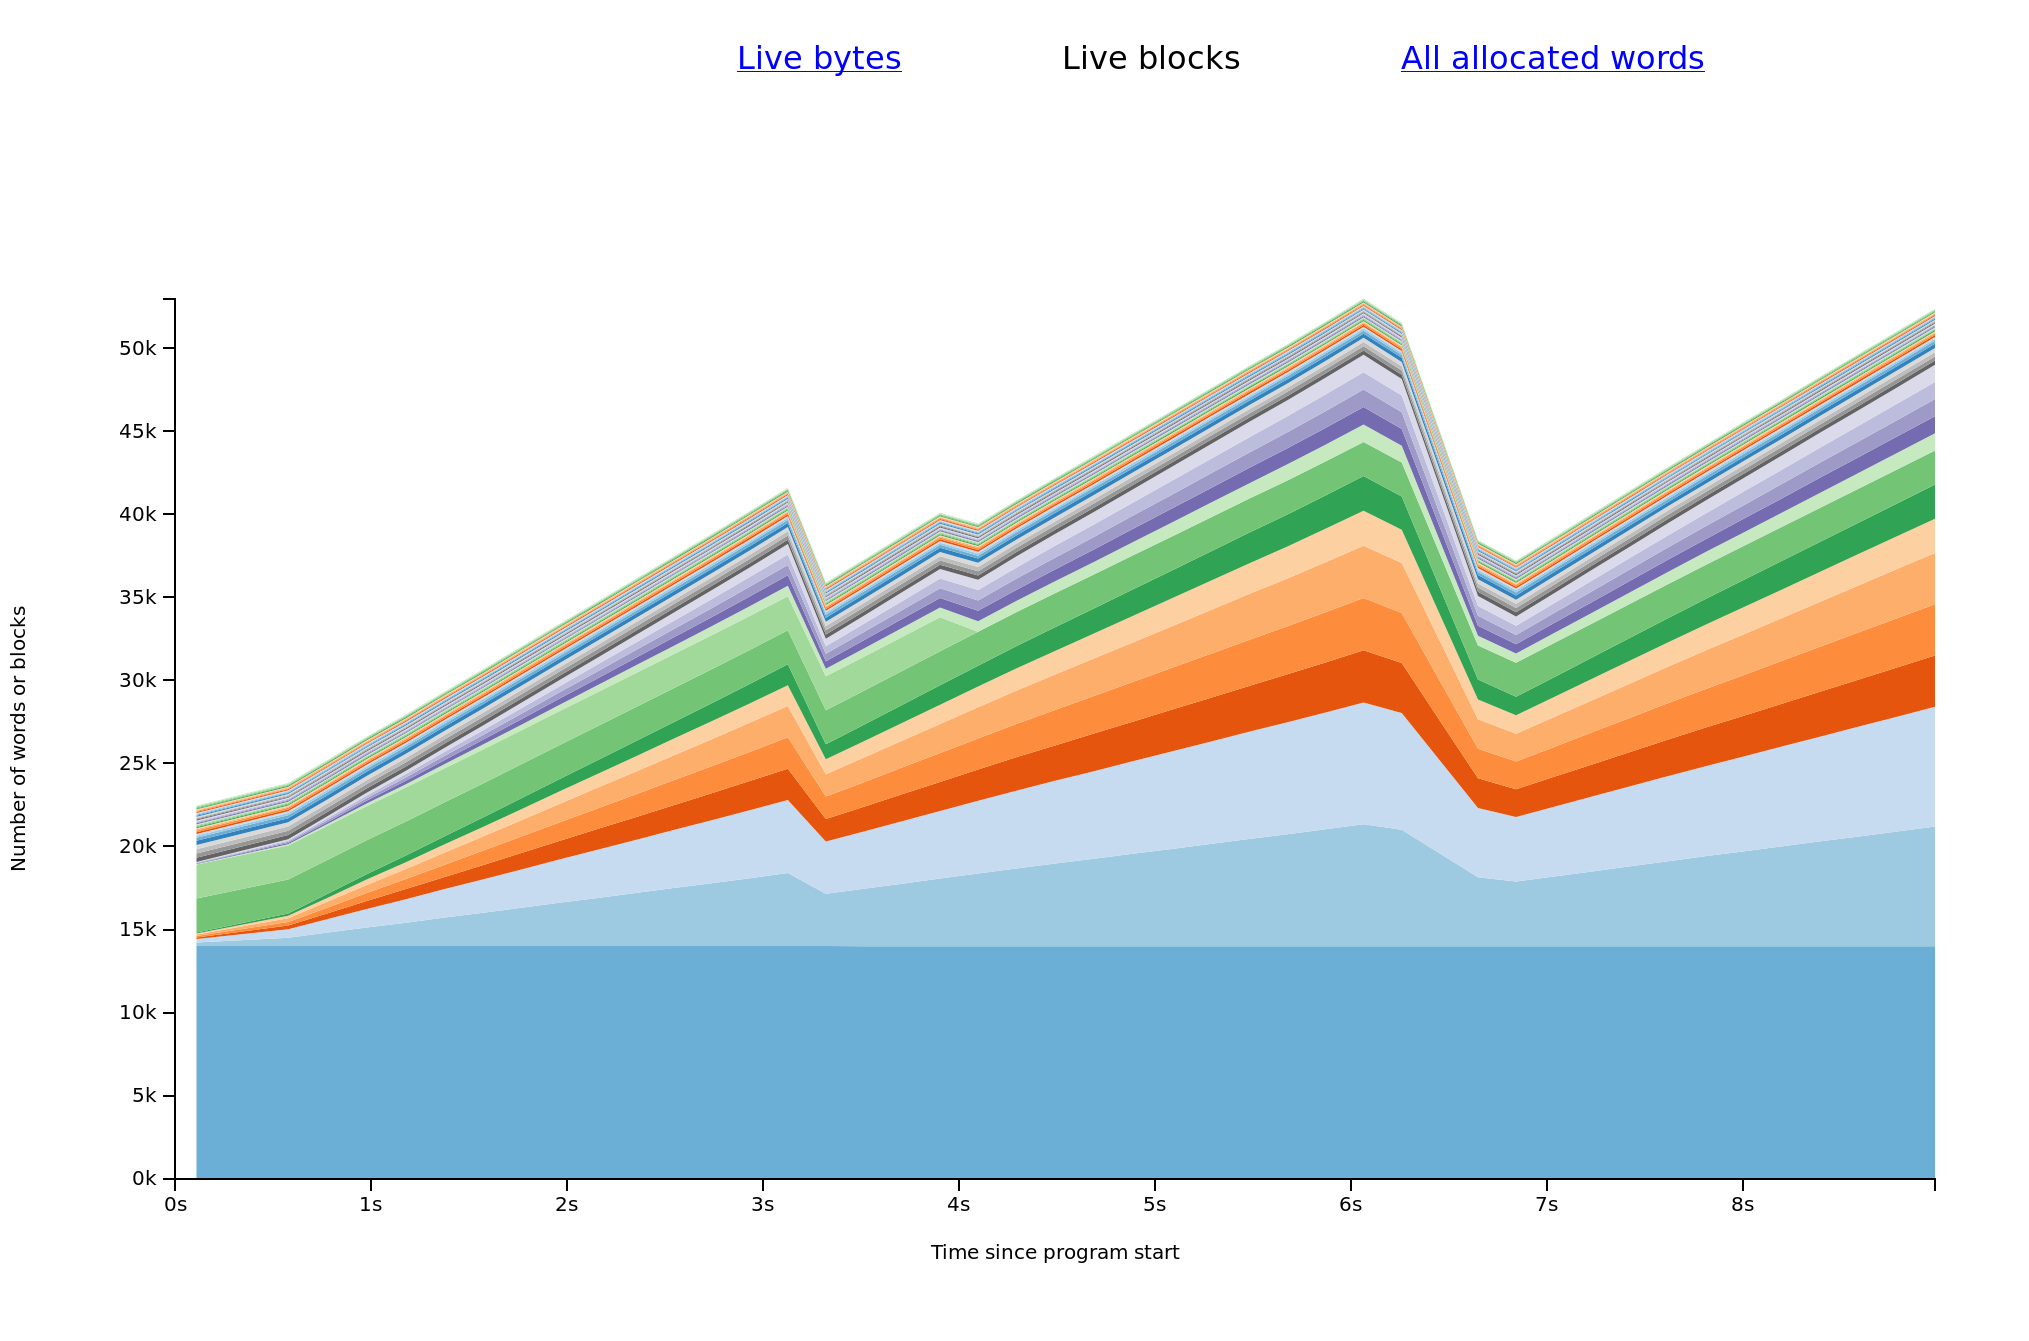 Live bytes Live blocks All allocated words
50k
45k
40k
35k
30k
25k
20k
15k
10k
5k
0k
Number of words or blocks
0s 1s 2s 3s 4s 5s 6s 7s 8s
Time since program start